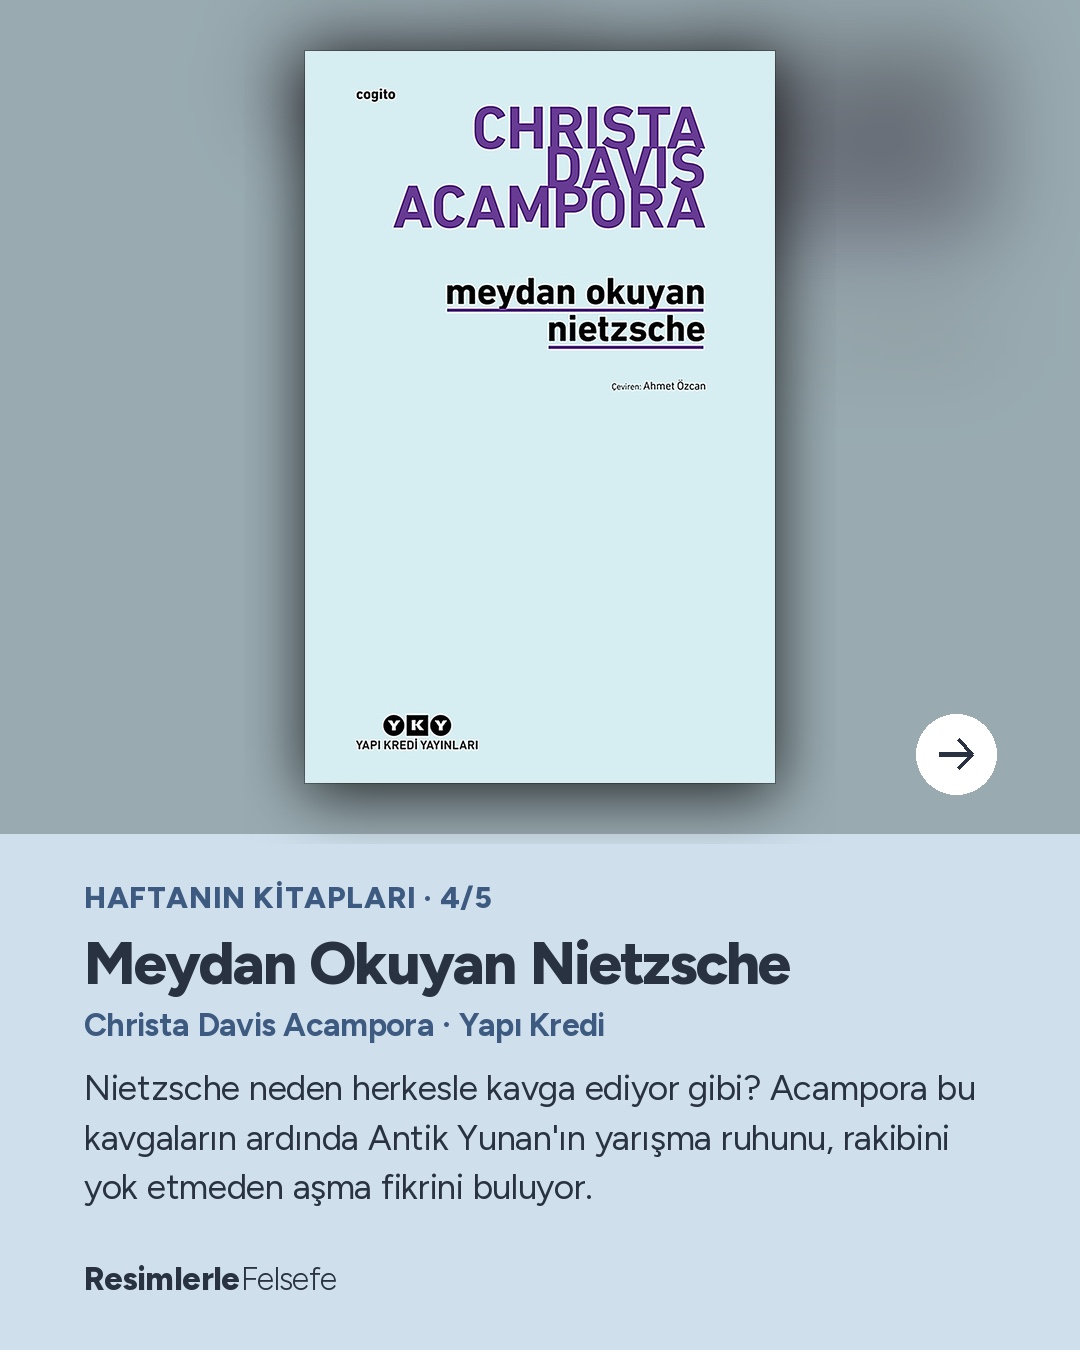 cogito
CHRISTA
DAVIS
ACAMPORA
meydan okuyan
nietzsche
Çeviren: Ahmet Özcan
YKY
YAPI KREDİ YAYINLARI
HAFTANIN KİTAPLARI · 4/5
Meydan Okuyan Nietzsche
Christa Davis Acampora · Yapı Kredi
Nietzsche neden herkesle kavga ediyor gibi? Acampora bu
kavgaların ardında Antik Yunan'ın yarışma ruhunu, rakibini
yok etmeden aşma fikrini buluyor.
ResimlerleFelsefe